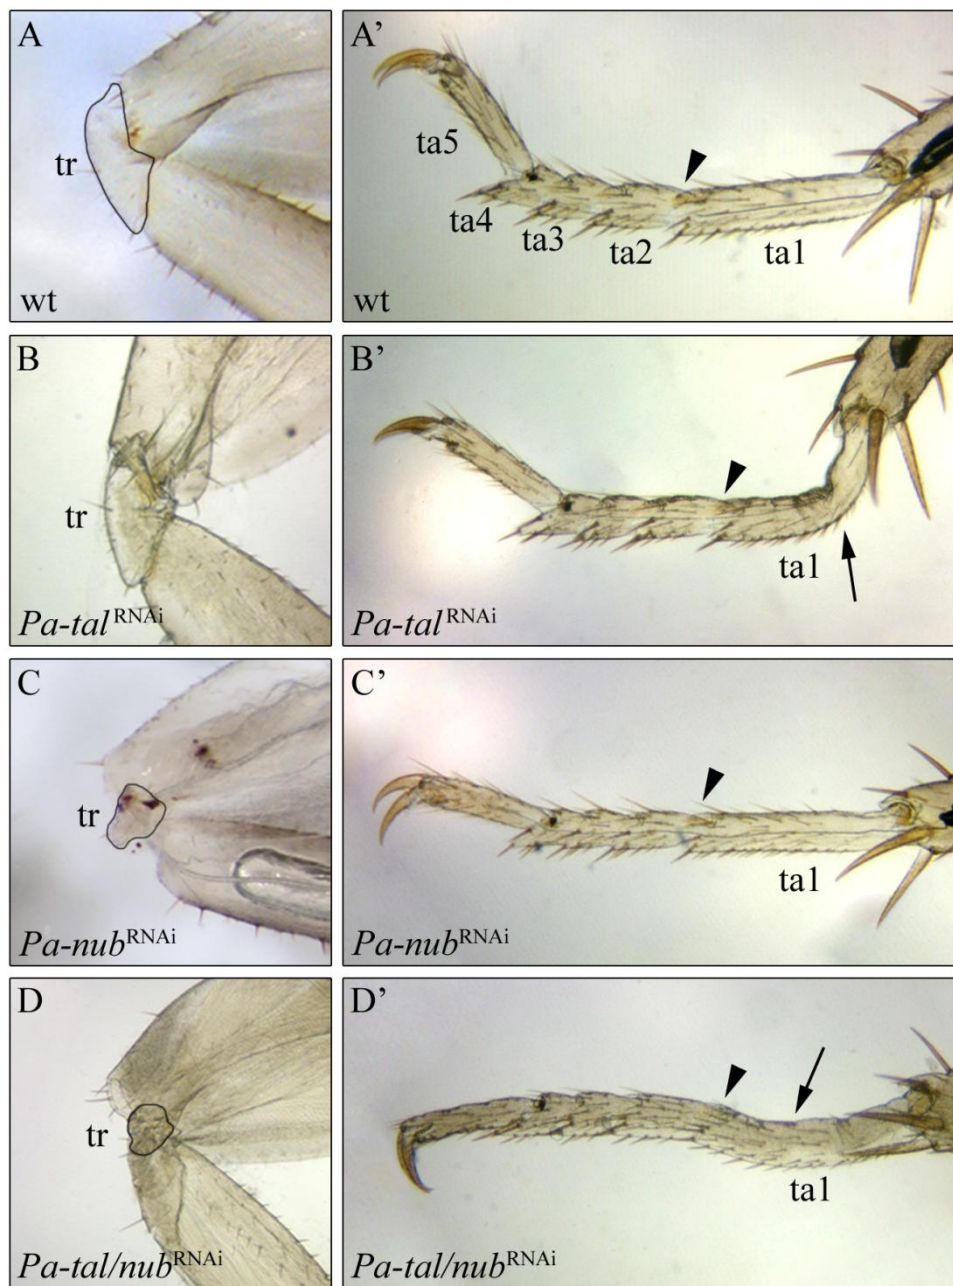 A
tr
wt
A’
ta5
ta4
ta3
ta2
ta1
wt
B
tr
Pa-tal RNAi
B’
ta1
Pa-tal RNAi
C
tr
Pa-nub RNAi
C’
ta1
Pa-nub RNAi
D
tr
Pa-tal/nub RNAi
D’
ta1
Pa-tal/nub RNAi